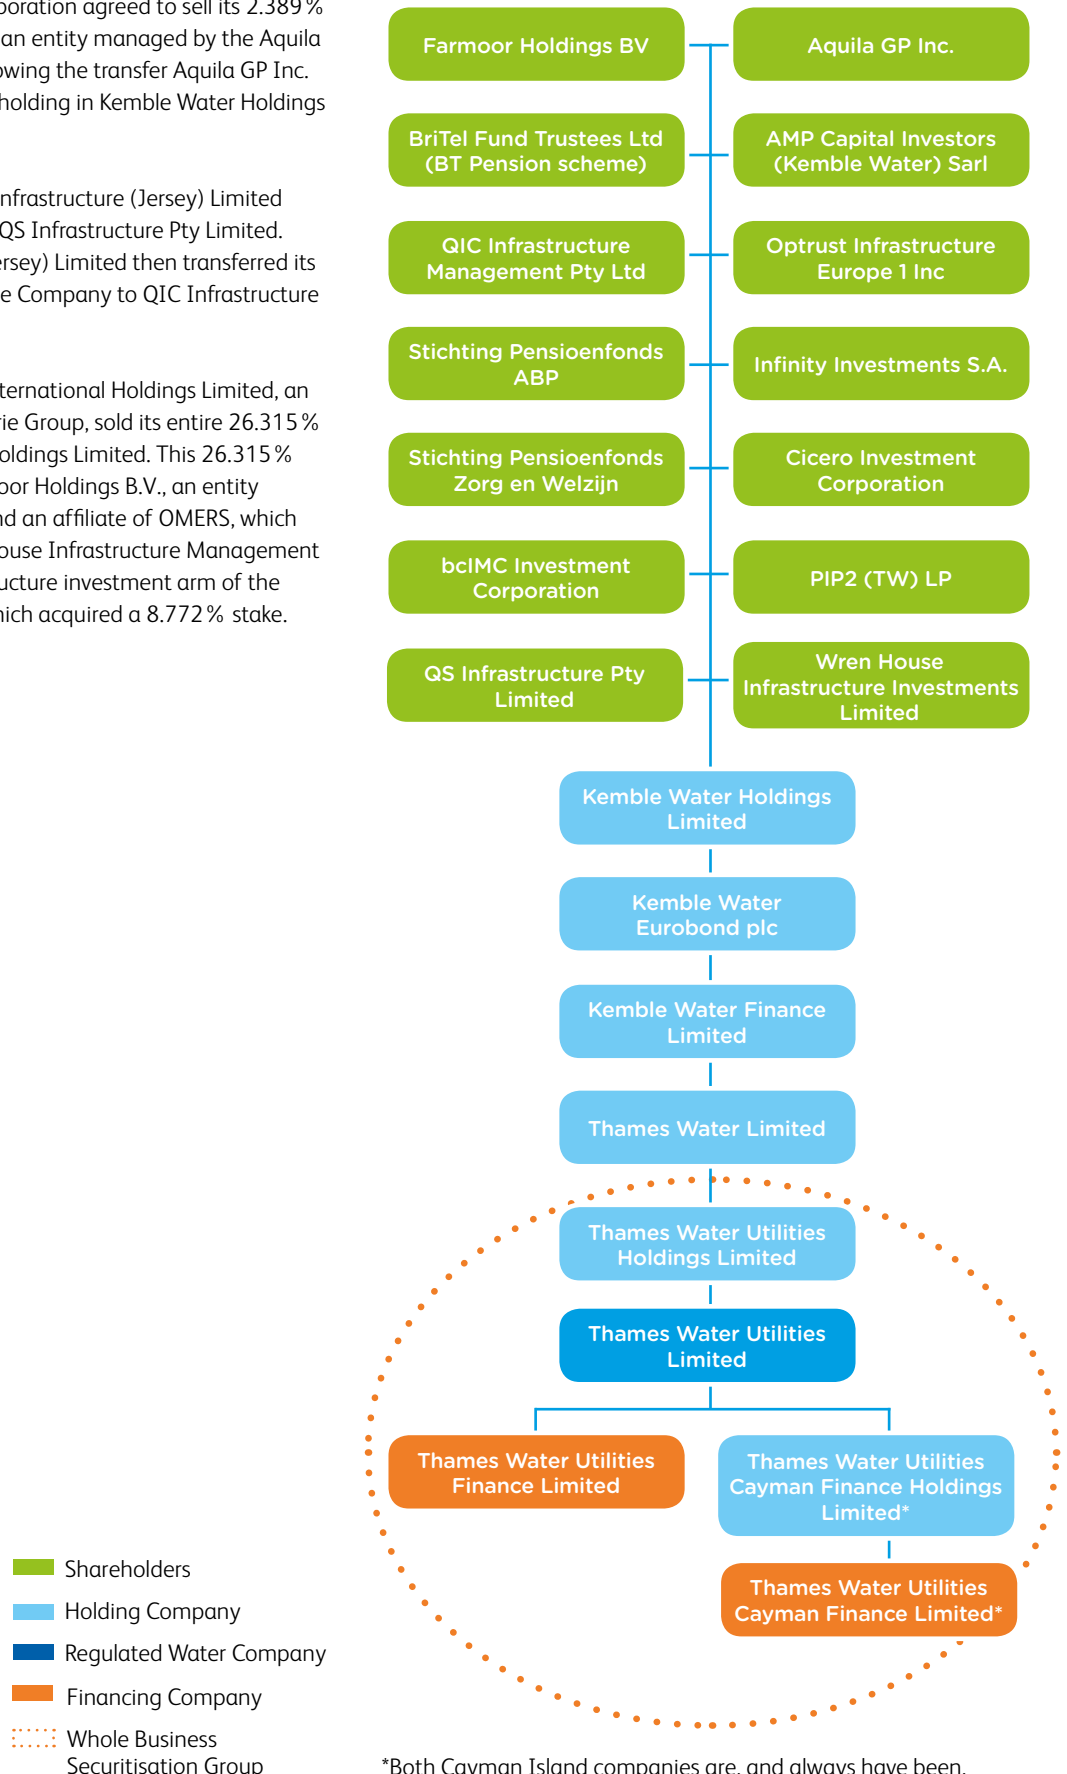 poration agreed to sell its 2.389%
an entity managed by the Aquila
owing the transfer Aquila GP Inc.
holding in Kemble Water Holdings
nfrastructure (Jersey) Limited
QS Infrastructure Pty Limited.
ersey) Limited then transferred its
e Company to QIC Infrastructure
ternational Holdings Limited, an
rie Group, sold its entire 26.315%
oldings Limited. This 26.315%
oor Holdings B.V., an entity
nd an affiliate of OMERS, which
ouse Infrastructure Management
ucture investment arm of the
hich acquired a 8.772% stake.
Farmoor Holdings BV
Aquila GP Inc.
BriTel Fund Trustees Ltd
(BT Pension scheme)
AMP Capital Investors
(Kemble Water) Sarl
QIC Infrastructure
Management Pty Ltd
Optrust Infrastructure
Europe 1 Inc
Stichting Pensioenfonds
ABP
Infinity Investments S.A.
Stichting Pensioenfonds
Zorg en Welzijn
Cicero Investment
Corporation
bcIMC Investment
Corporation
PIP2 (TW) LP
QS Infrastructure Pty
Limited
Wren House
Infrastructure Investments
Limited
Kemble Water Holdings
Limited
Kemble Water
Eurobond plc
Kemble Water Finance
Limited
Thames Water Limited
Thames Water Utilities
Holdings Limited
Thames Water Utilities
Limited
Thames Water Utilities
Finance Limited
Thames Water Utilities
Cayman Finance Holdings
Limited*
Thames Water Utilities
Cayman Finance Limited*
Shareholders
Holding Company
Regulated Water Company
Financing Company
Whole Business
Securitisation Group
*Both Cayman Island companies are, and always have been,